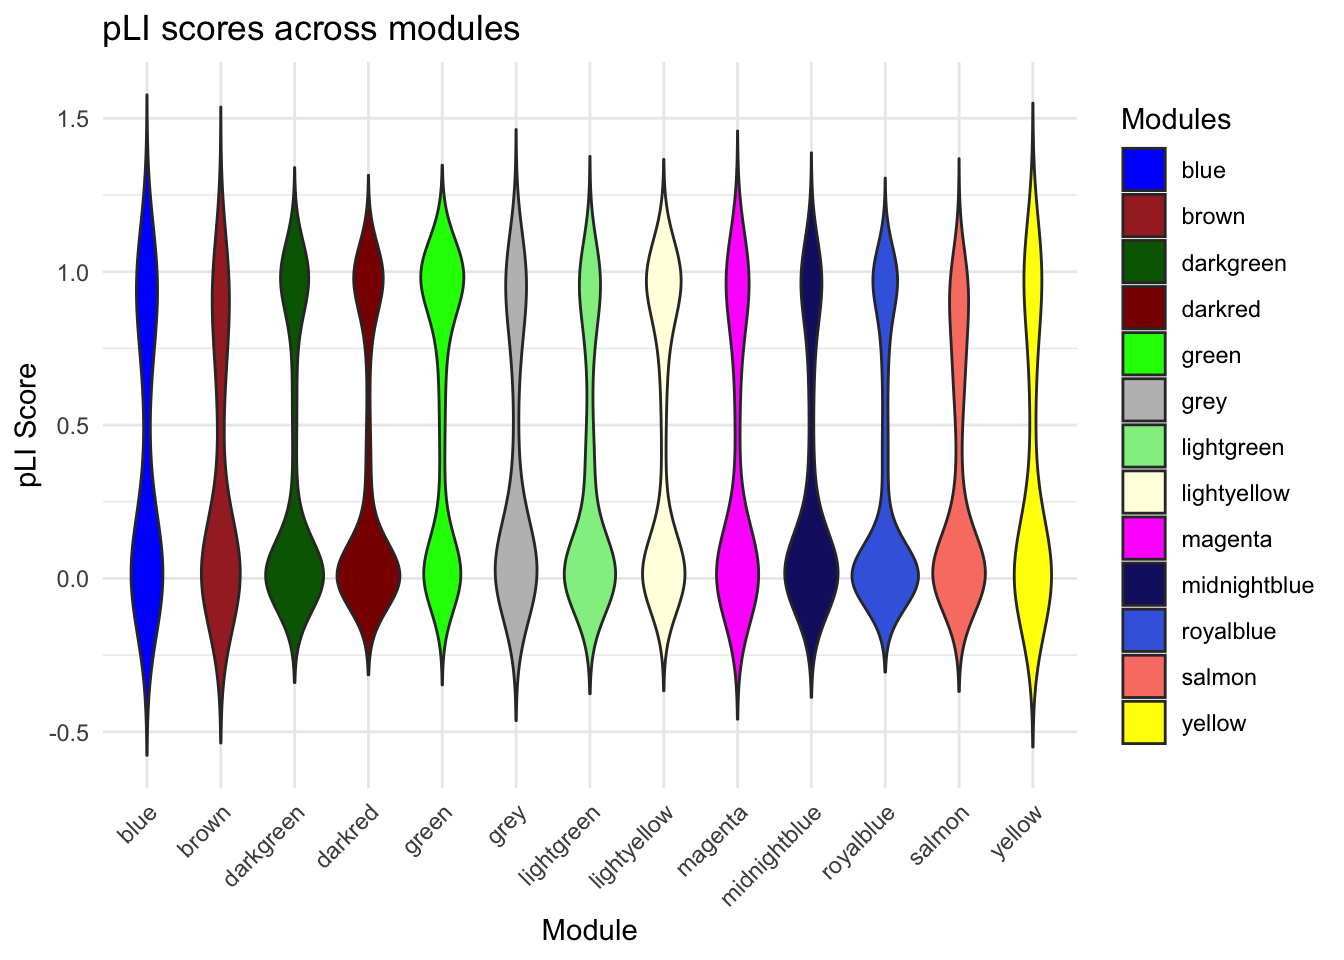 pLI scores across modules
1.5
1.0
0.5
0.0
-0.5
pLI Score
blue
brown
darkgreen
darkred
green
grey
lightgreen
lightyellow
magenta
midnightblue
royalblue
salmon
yellow
Module
Modules
blue
brown
darkgreen
darkred
green
grey
lightgreen
lightyellow
magenta
midnightblue
royalblue
salmon
yellow